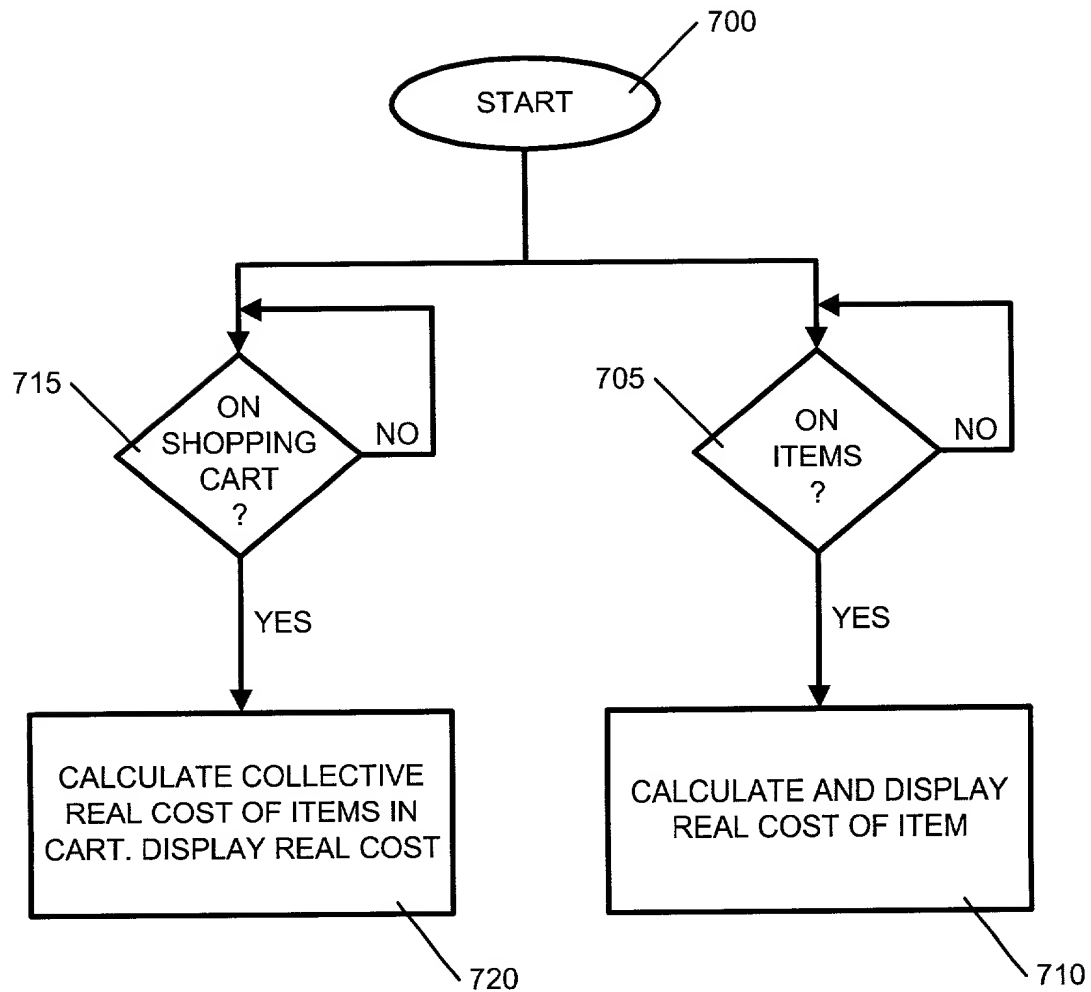 700
START
715
ON
SHOPPING
CART
?
NO
705
ON
ITEMS
?
NO
YES
YES
CALCULATE COLLECTIVE
REAL COST OF ITEMS IN
CART. DISPLAY REAL COST
CALCULATE AND DISPLAY
REAL COST OF ITEM
720
710